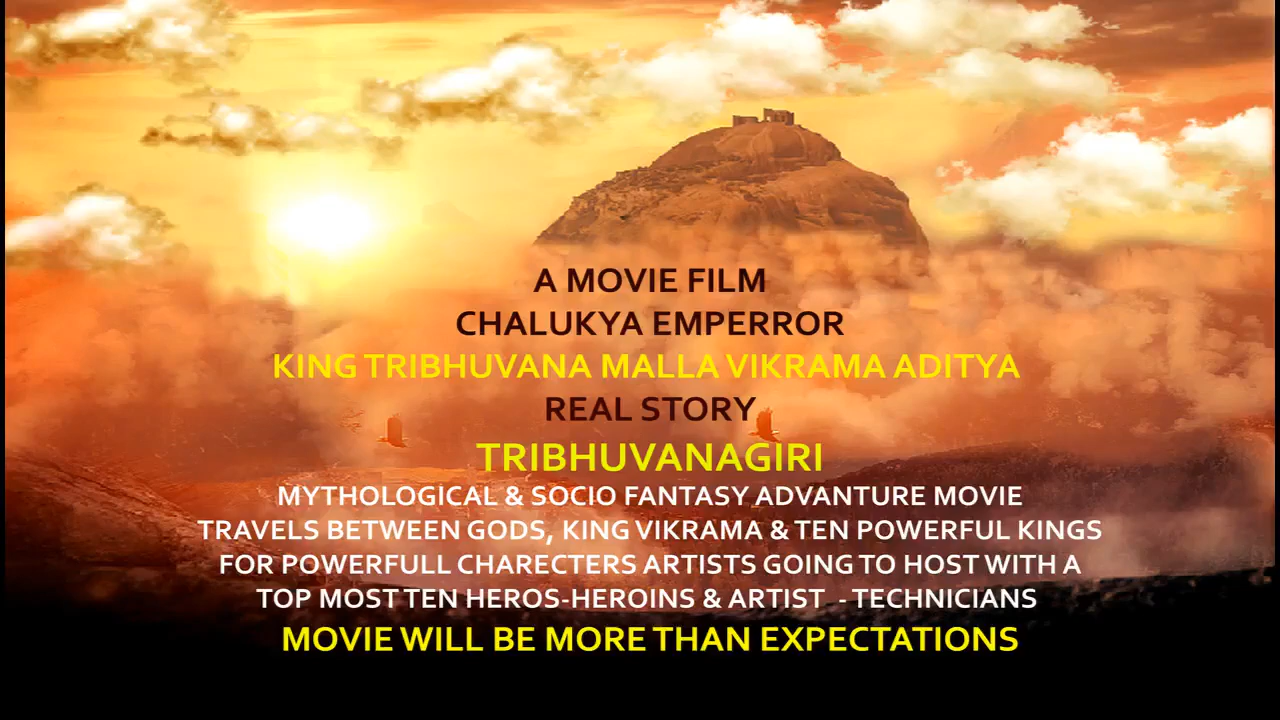 A MOVIE FILM
CHALUKYA EMPERROR
KING TRIBHUVANA MALLA VIKRAMA ADITYA
REAL STORY
TRIBHUVANAGIRI
MYTHOLOGICAL & SOCIO FANTASY ADVANTURE MOVIE
TRAVELS BETWEEN GODS, KING VIKRAMA & TEN POWERFUL KINGS
FOR POWERFULL CHARECTERS ARTISTS GOING TO HOST WITH A
TOP MOST TEN HEROS-HEROINS & ARTIST - TECHNICIANS
MOVIE WILL BE MORE THAN EXPECTATIONS